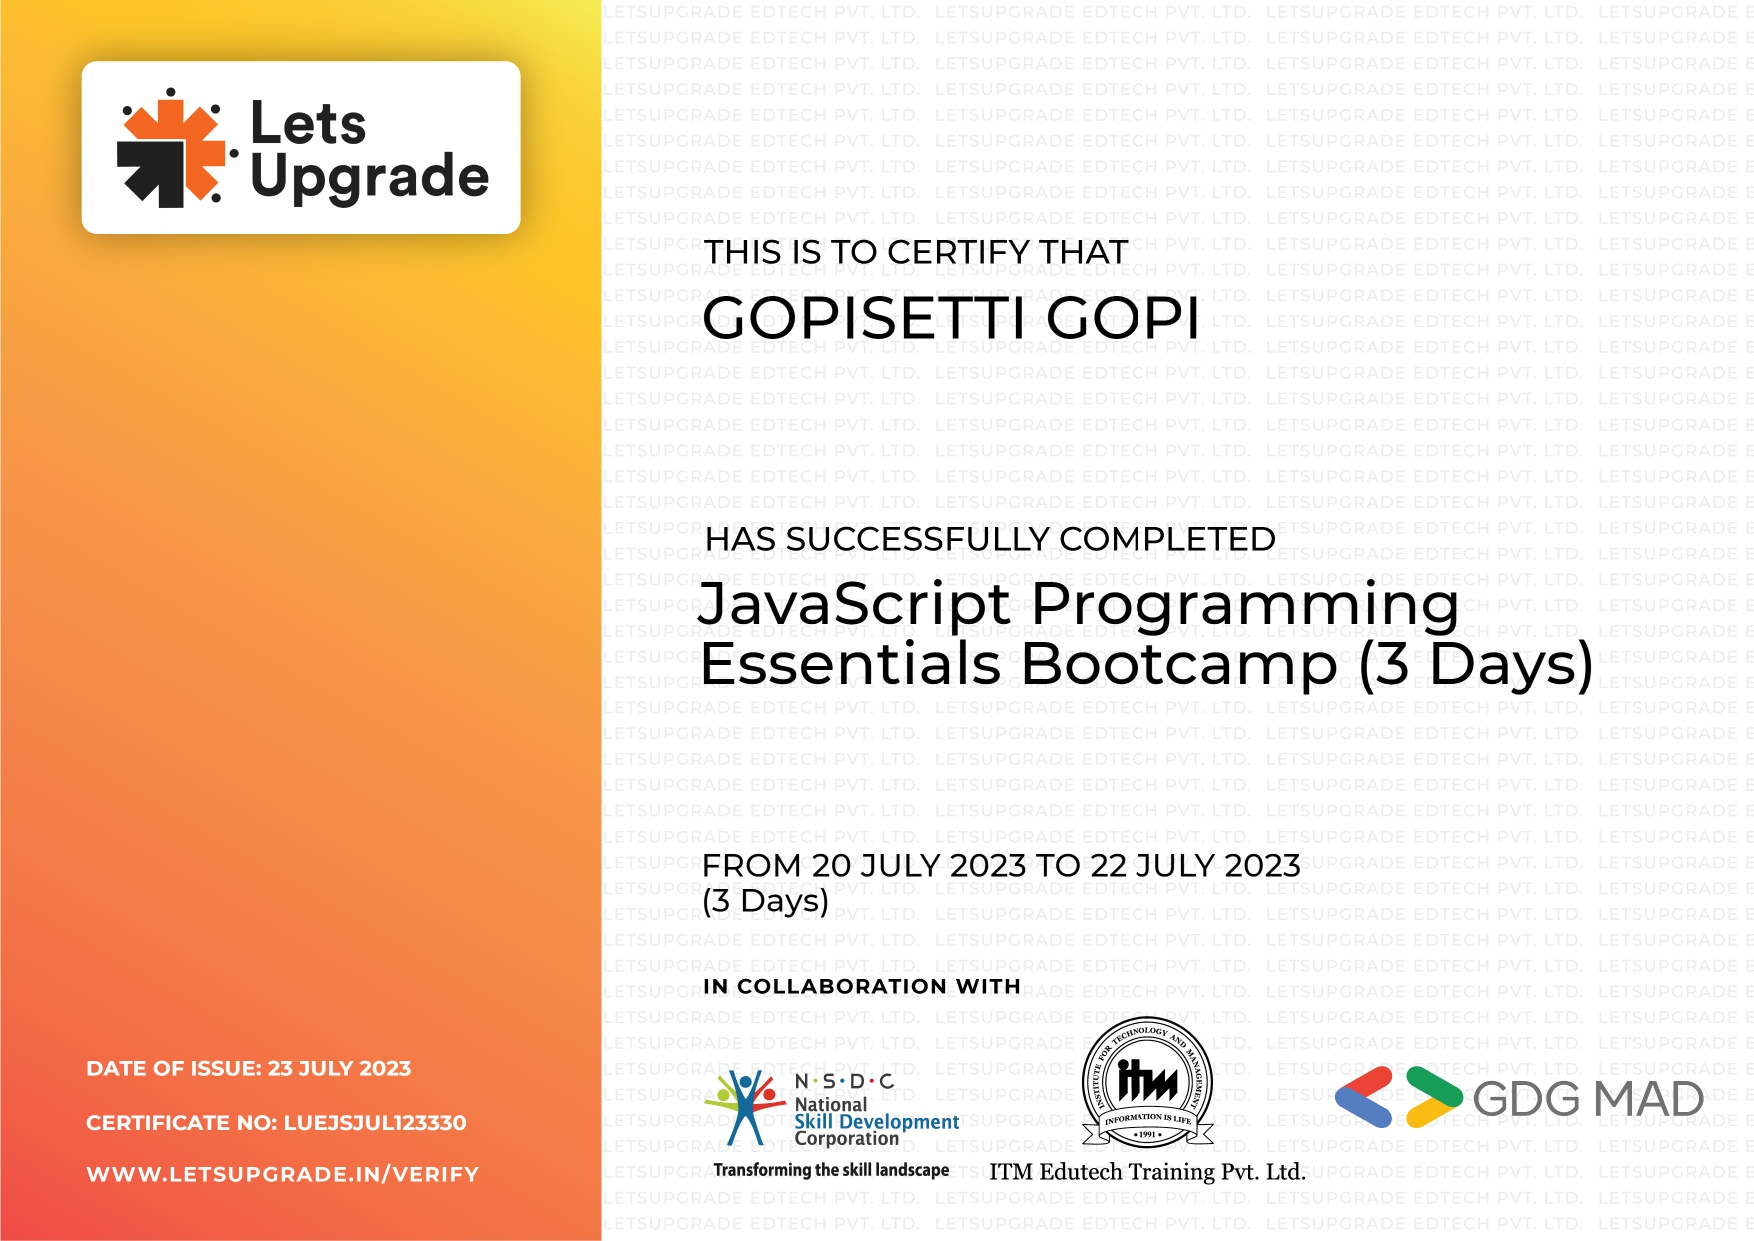 Lets
Upgrade
THIS IS TO CERTIFY THAT
GOPISETTI GOPI
HAS SUCCESSFULLY COMPLETED
JavaScript Programming
Essentials Bootcamp (3 Days)
FROM 20 JULY 2023 TO 22 JULY 2023
(3 Days)
IN COLLABORATION WITH
DATE OF ISSUE: 23 JULY 2023
CERTIFICATE NO: LUEJSJUL123330
WWW.LETSUPGRADE.IN/VERIFY
N·S·D·C
National
Skill Development
Corporation
Transforming the skill landscape
INSTITUTE FOR TECHNOLOGY AND MANAGEMENT
itm
INFORMATION IS LIFE
• 1991 •
ITM Edutech Training Pvt. Ltd.
GDG MAD
LETSUPGRADE EDTECH PVT. LTD.